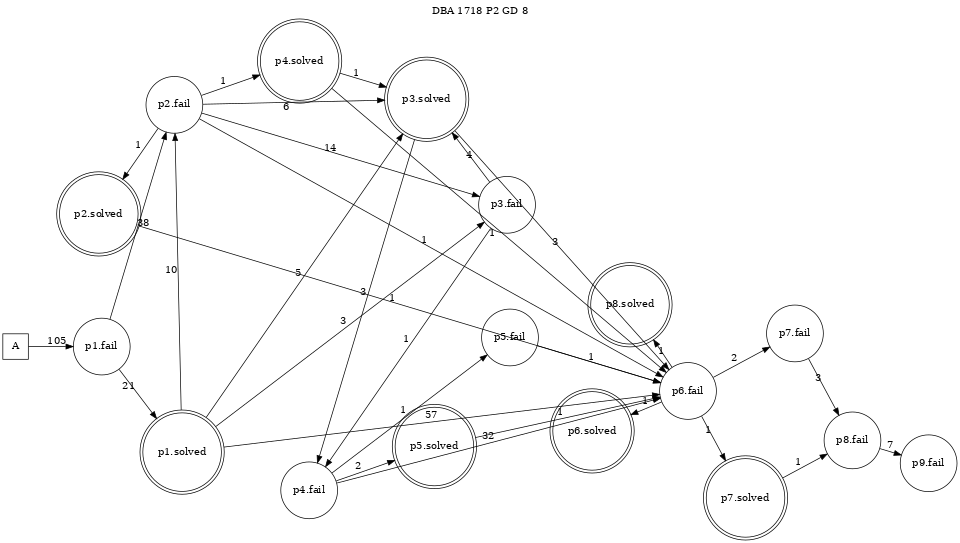 DBA 1718 P2 GD 8
p4.solved
1
1
p3.solved
p2.fail
6
1
14
4
p3.fail
p2.solved
38
1
1
3
10
5
3
1
p8.solved
3
p5.fail
p7.fail
A
105
p1.fail
1
1
1
2
21
3
p6.fail
1
57
1
1
p6.solved
1
p1.solved
p5.solved
32
p8.fail
7
2
1
p9.fail
p4.fail
p7.solved